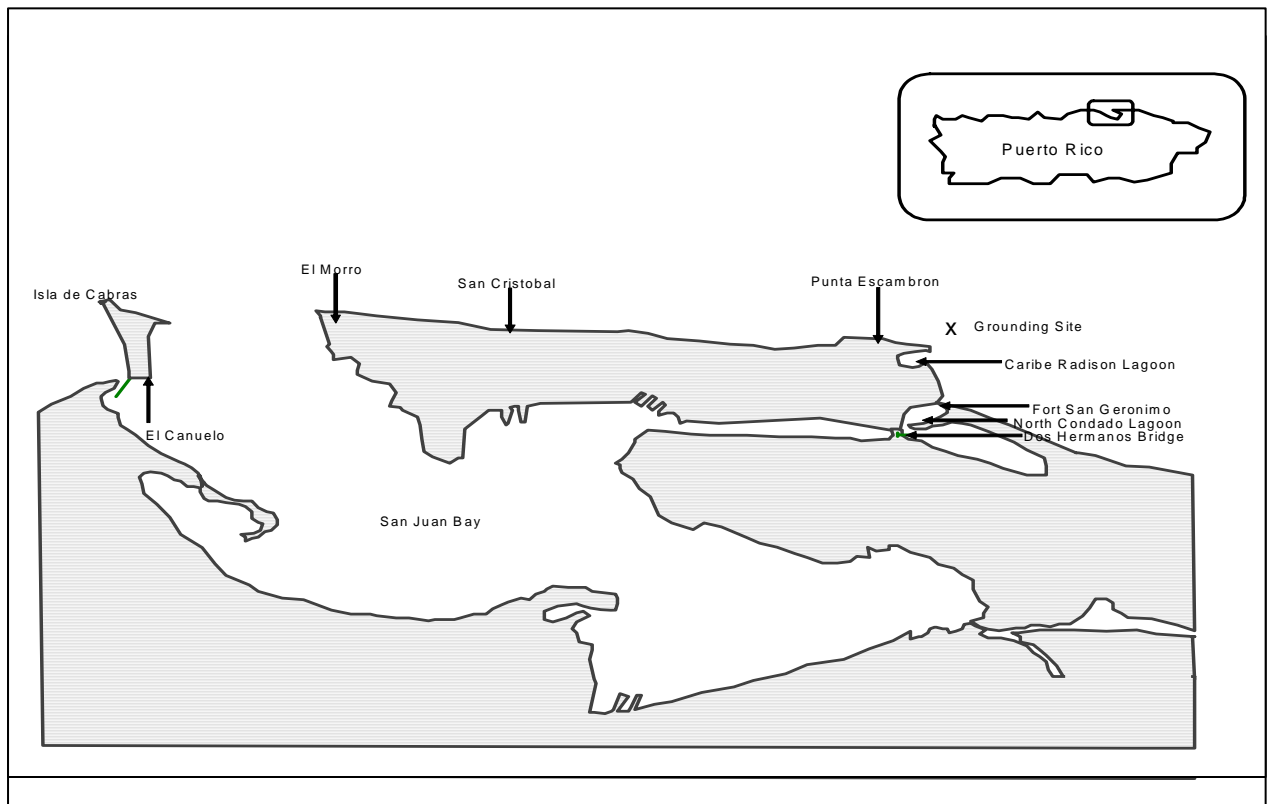 Puerto Rico
El Morro
San Cristobal
Punta Escambron
Isla de Cabras
X Grounding Site
Caribe Radison Lagoon
Fort San Geronimo
North Condado Lagoon
Dos Hermanos Bridge
El Canuelo
San Juan Bay